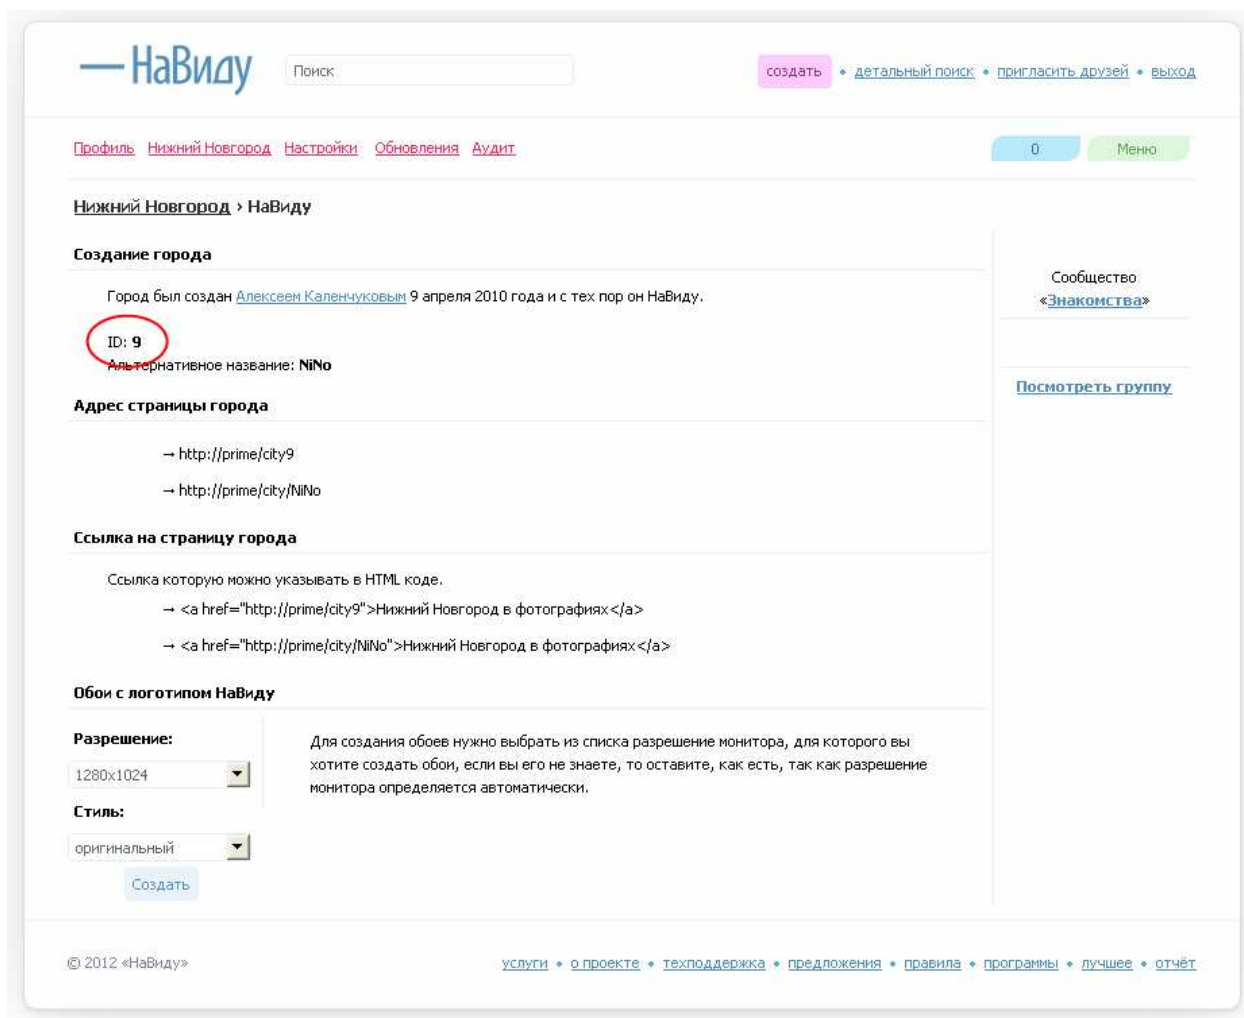 НаВиду
Поиск
создать • детальный поиск • пригласить друзей • выход
Профиль Нижний Новгород Настройки Обновления Аудит
0 Меню
Нижний Новгород › НаВиду
Создание города
Город был создан Алексеем Каленчуковым 9 апреля 2010 года и с тех пор он НаВиду.
ID: 9
Альтернативное название: NiNo
Адрес страницы города
→ http://prime/city9
→ http://prime/city/NiNo
Ссылка на страницу города
Ссылка которую можно указывать в HTML коде.
→ <a href="http://prime/city9">Нижний Новгород в фотографиях</a>
→ <a href="http://prime/city/NiNo">Нижний Новгород в фотографиях</a>
Обои с логотипом НаВиду
Разрешение:
1280x1024
Стиль:
оригинальный
Создать
Для создания обоев нужно выбрать из списка разрешение монитора, для которого вы
хотите создать обои, если вы его не знаете, то оставите, как есть, так как разрешение
монитора определяется автоматически.
Сообщество
«Знакомства»
Посмотреть группу
© 2012 «НаВиду»
услуги • о проекте • техподдержка • предложения • правила • программы • лучшее • отчёт